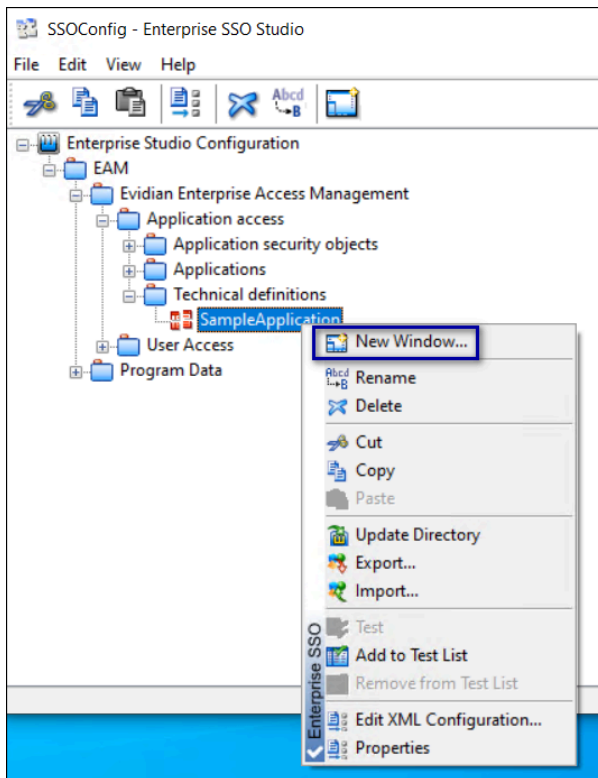 SSOConfig - Enterprise SSO Studio
File Edit View Help
Abcd
B
Enterprise Studio Configuration
EAM
Evidian Enterprise Access Management
Application access
Application security objects
Applications
Technical definitions
SampleApplication
User Access
Program Data
New Window...
Abcd
B
Rename
Delete
Cut
Copy
Paste
Update Directory
Export...
Import...
Test
Add to Test List
Remove from Test List
Edit XML Configuration...
Properties
Enterprise SSO